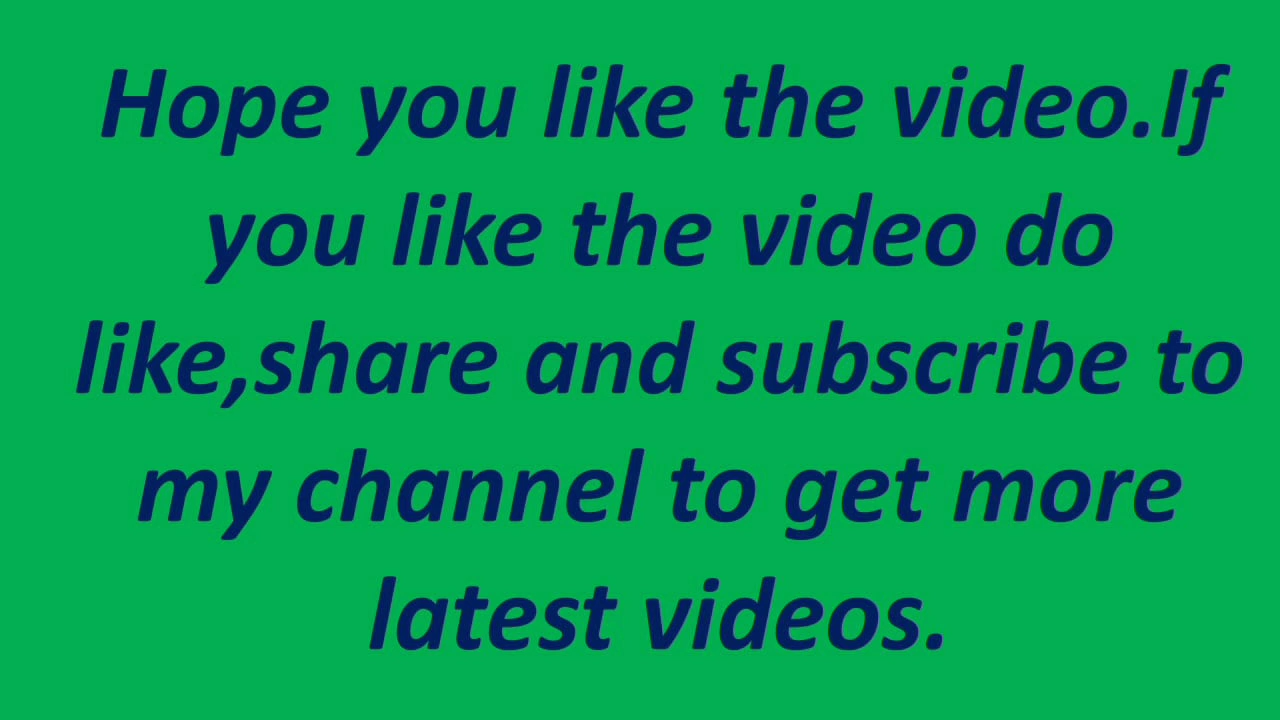 Hope you like the video.If
you like the video do
like,share and subscribe to
my channel to get more
latest videos.